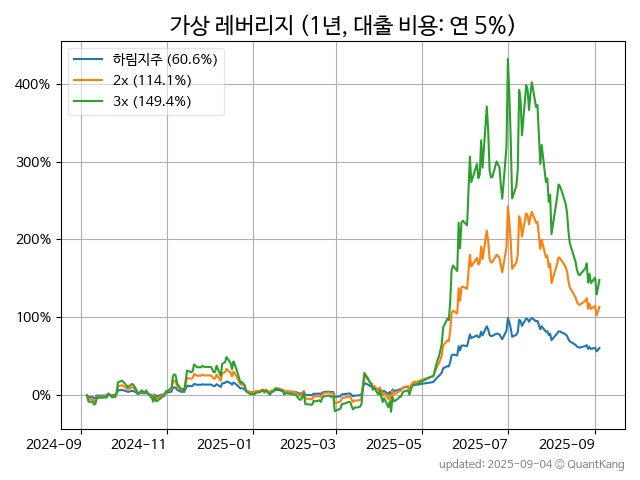 가상 레버리지 (1년, 대출 비용: 연 5%)
하림지주 (60.6%)
2x (114.1%)
3x (149.4%)
400%
300%
200%
100%
0%
2024-09
2024-11
2025-01
2025-03
2025-05
2025-07
2025-09
updated: 2025-09-04 © QuantKang